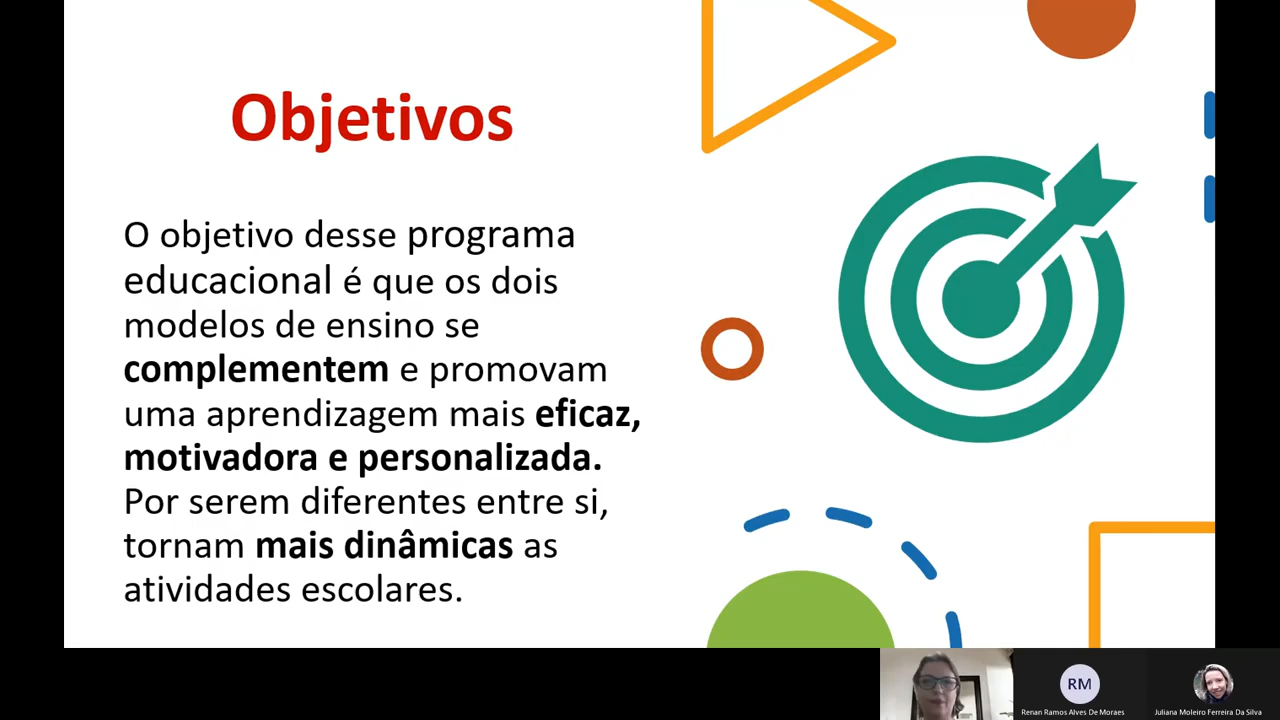 Objetivos
O objetivo desse programa
educacional é que os dois
modelos de ensino se
complementem e promovam
uma aprendizagem mais eficaz,
motivadora e personalizada.
Por serem diferentes entre si,
tornam mais dinâmicas as
atividades escolares.
RM
Renan Ramos Alves De Moraes
Juliana Moleiro Ferreira Da Silva